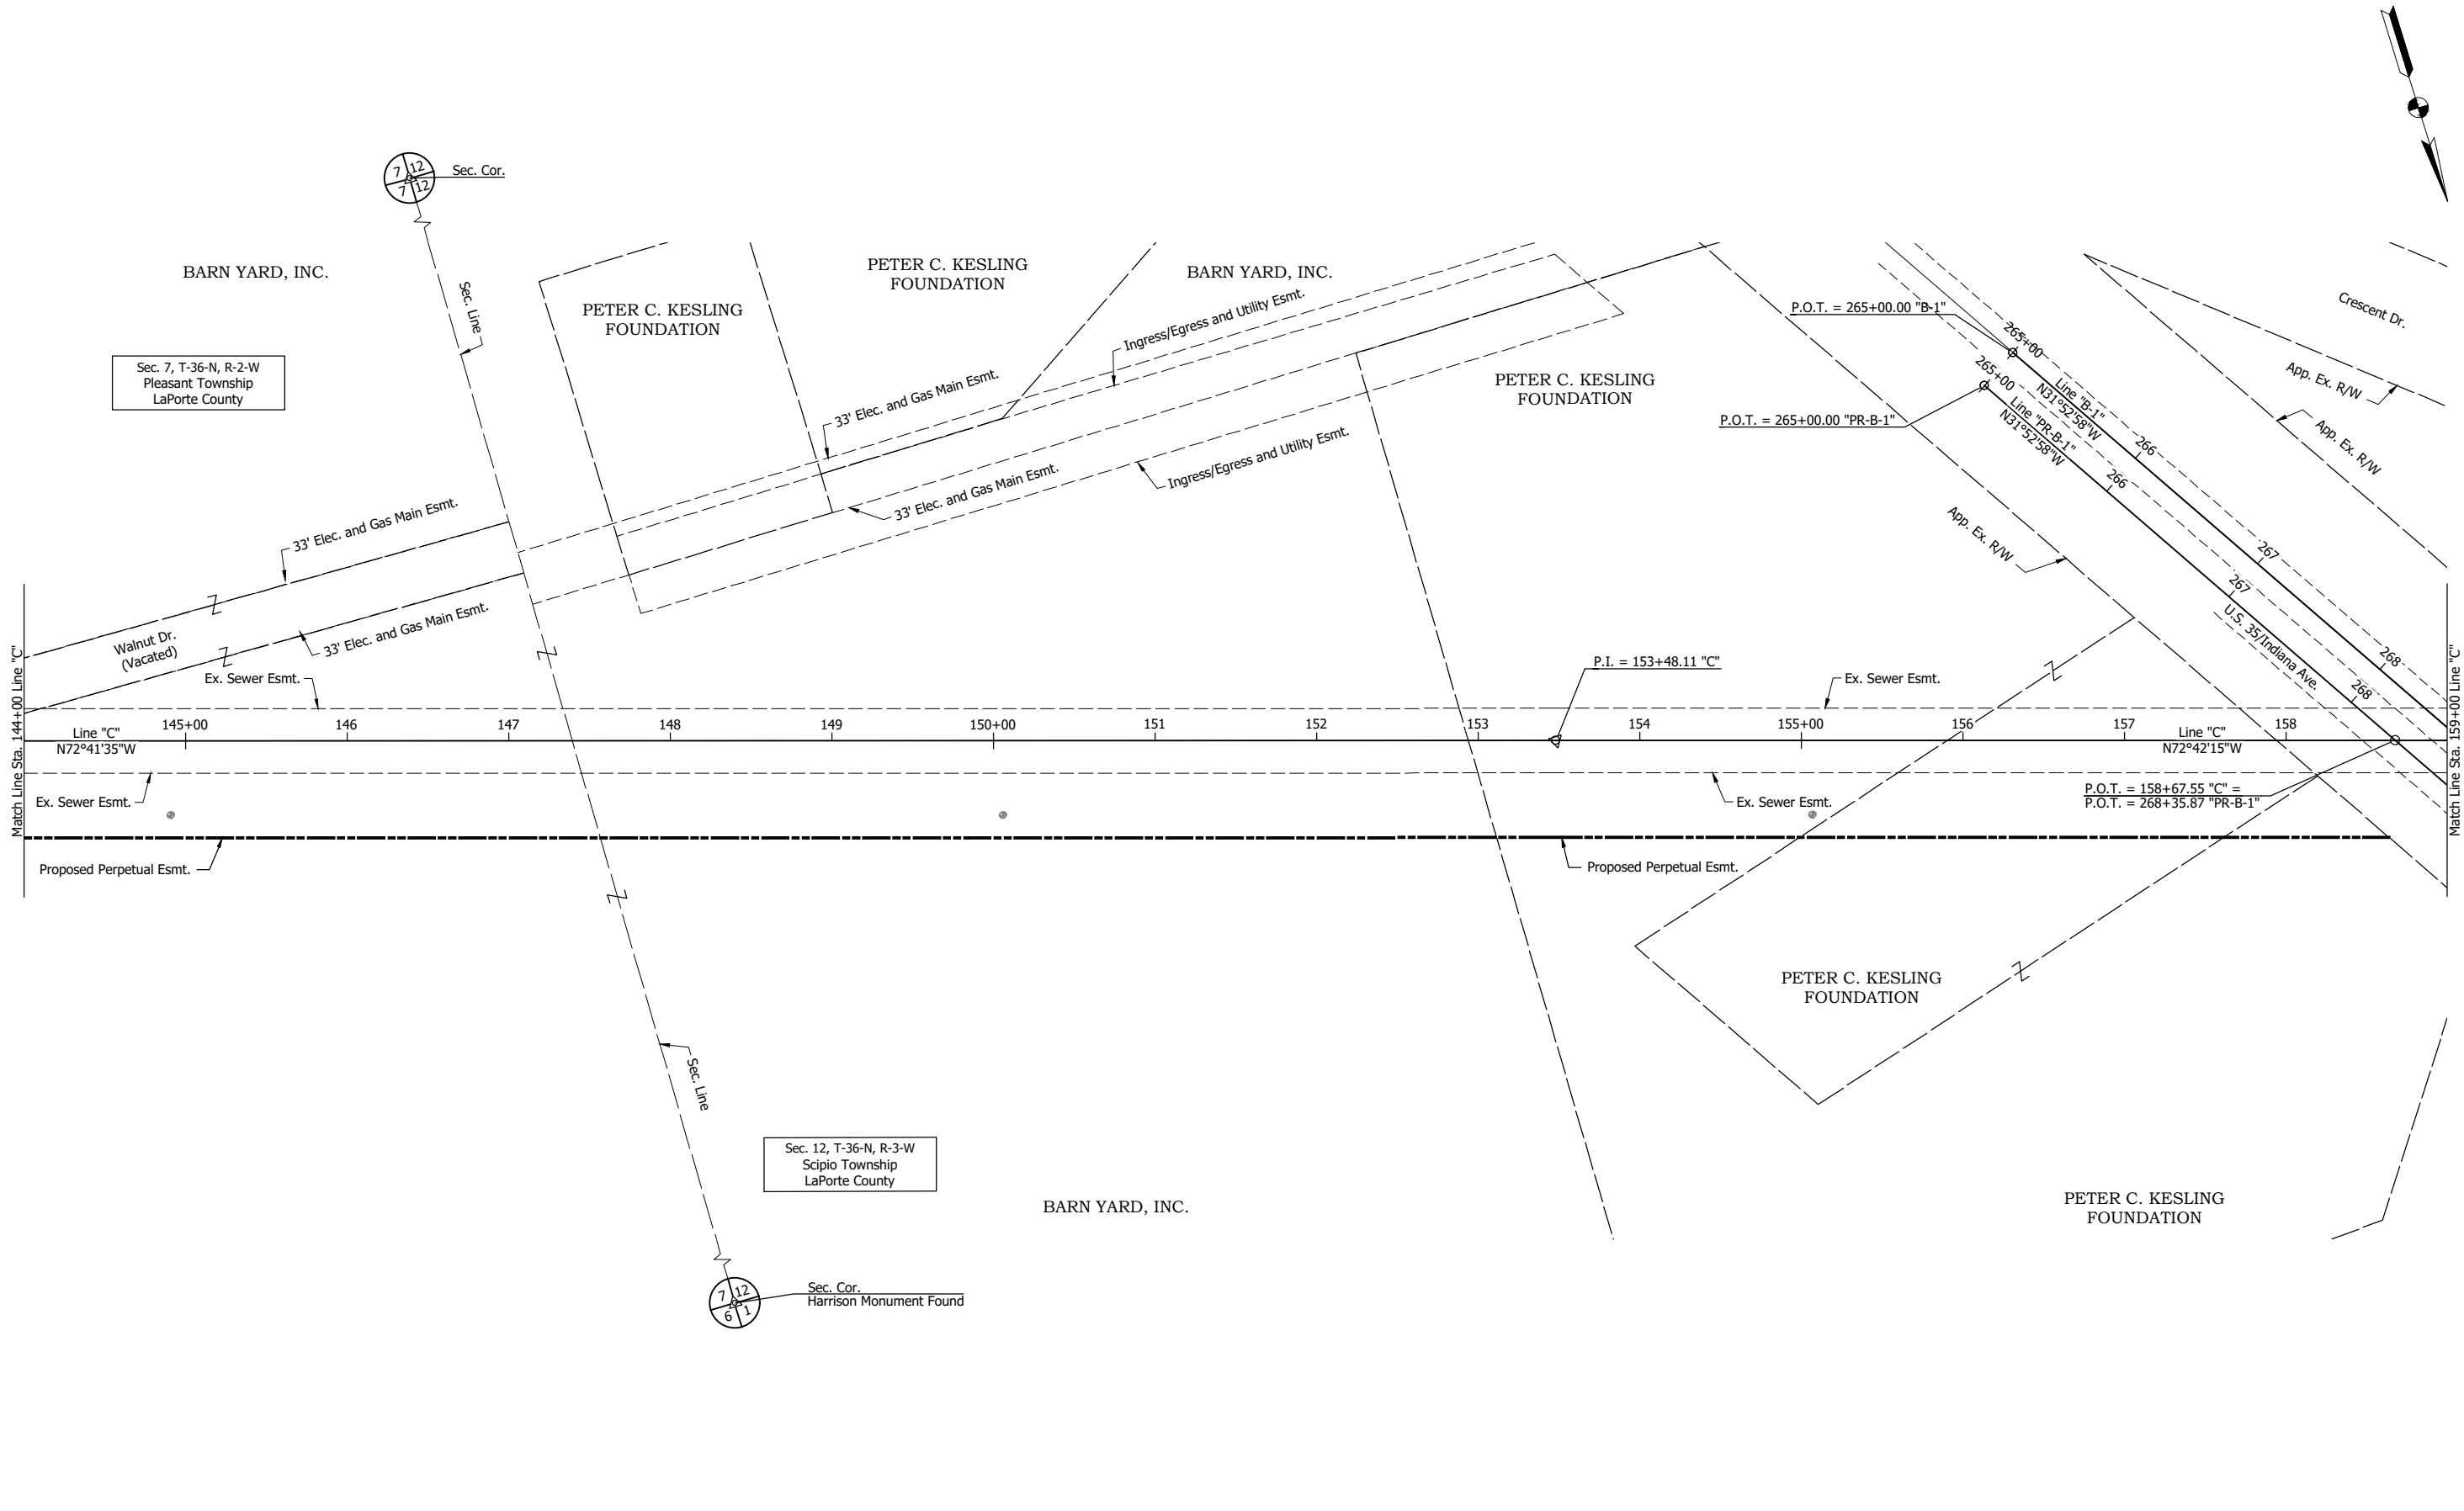 7 12
7 12
Sec. Cor.
BARN YARD, INC.
Sec. Line
PETER C. KESLING
FOUNDATION
PETER C. KESLING
FOUNDATION
BARN YARD, INC.
Ingress/Egress and Utility Esmt.
P.O.T. = 265+00.00 "B-1"
265+00
Crescent Dr.
Sec. 7, T-36-N, R-2-W
Pleasant Township
LaPorte County
33' Elec. and Gas Main Esmt.
PETER C. KESLING
FOUNDATION
P.O.T. = 265+00.00 "PR-B-1"
265+00
Line "B-1"
N31°52'58"W
Line "PR-B-1"
N31°52'58"W
App. Ex. R/W
App. Ex. R/W
266
266
33' Elec. and Gas Main Esmt.
33' Elec. and Gas Main Esmt.
Ingress/Egress and Utility Esmt.
App. Ex. R/W
267
267
U.S. 35/Indiana Ave.
268
268
Walnut Dr.
(Vacated)
33' Elec. and Gas Main Esmt.
Ex. Sewer Esmt.
P.I. = 153+48.11 "C"
Ex. Sewer Esmt.
Match Line Sta. 144+00 Line "C"
145+00 146 147 148 149 150+00 151 152 153 154 155+00 156 157 158
Match Line Sta. 159+00 Line "C"
Line "C"
N72°41'35"W
Line "C"
N72°42'15"W
Ex. Sewer Esmt.
Ex. Sewer Esmt.
P.O.T. = 158+67.55 "C" =
P.O.T. = 268+35.87 "PR-B-1"
Proposed Perpetual Esmt.
Proposed Perpetual Esmt.
PETER C. KESLING
FOUNDATION
Sec. Line
Sec. 12, T-36-N, R-3-W
Scipio Township
LaPorte County
BARN YARD, INC.
PETER C. KESLING
FOUNDATION
7 12
6 1
Sec. Cor.
Harrison Monument Found